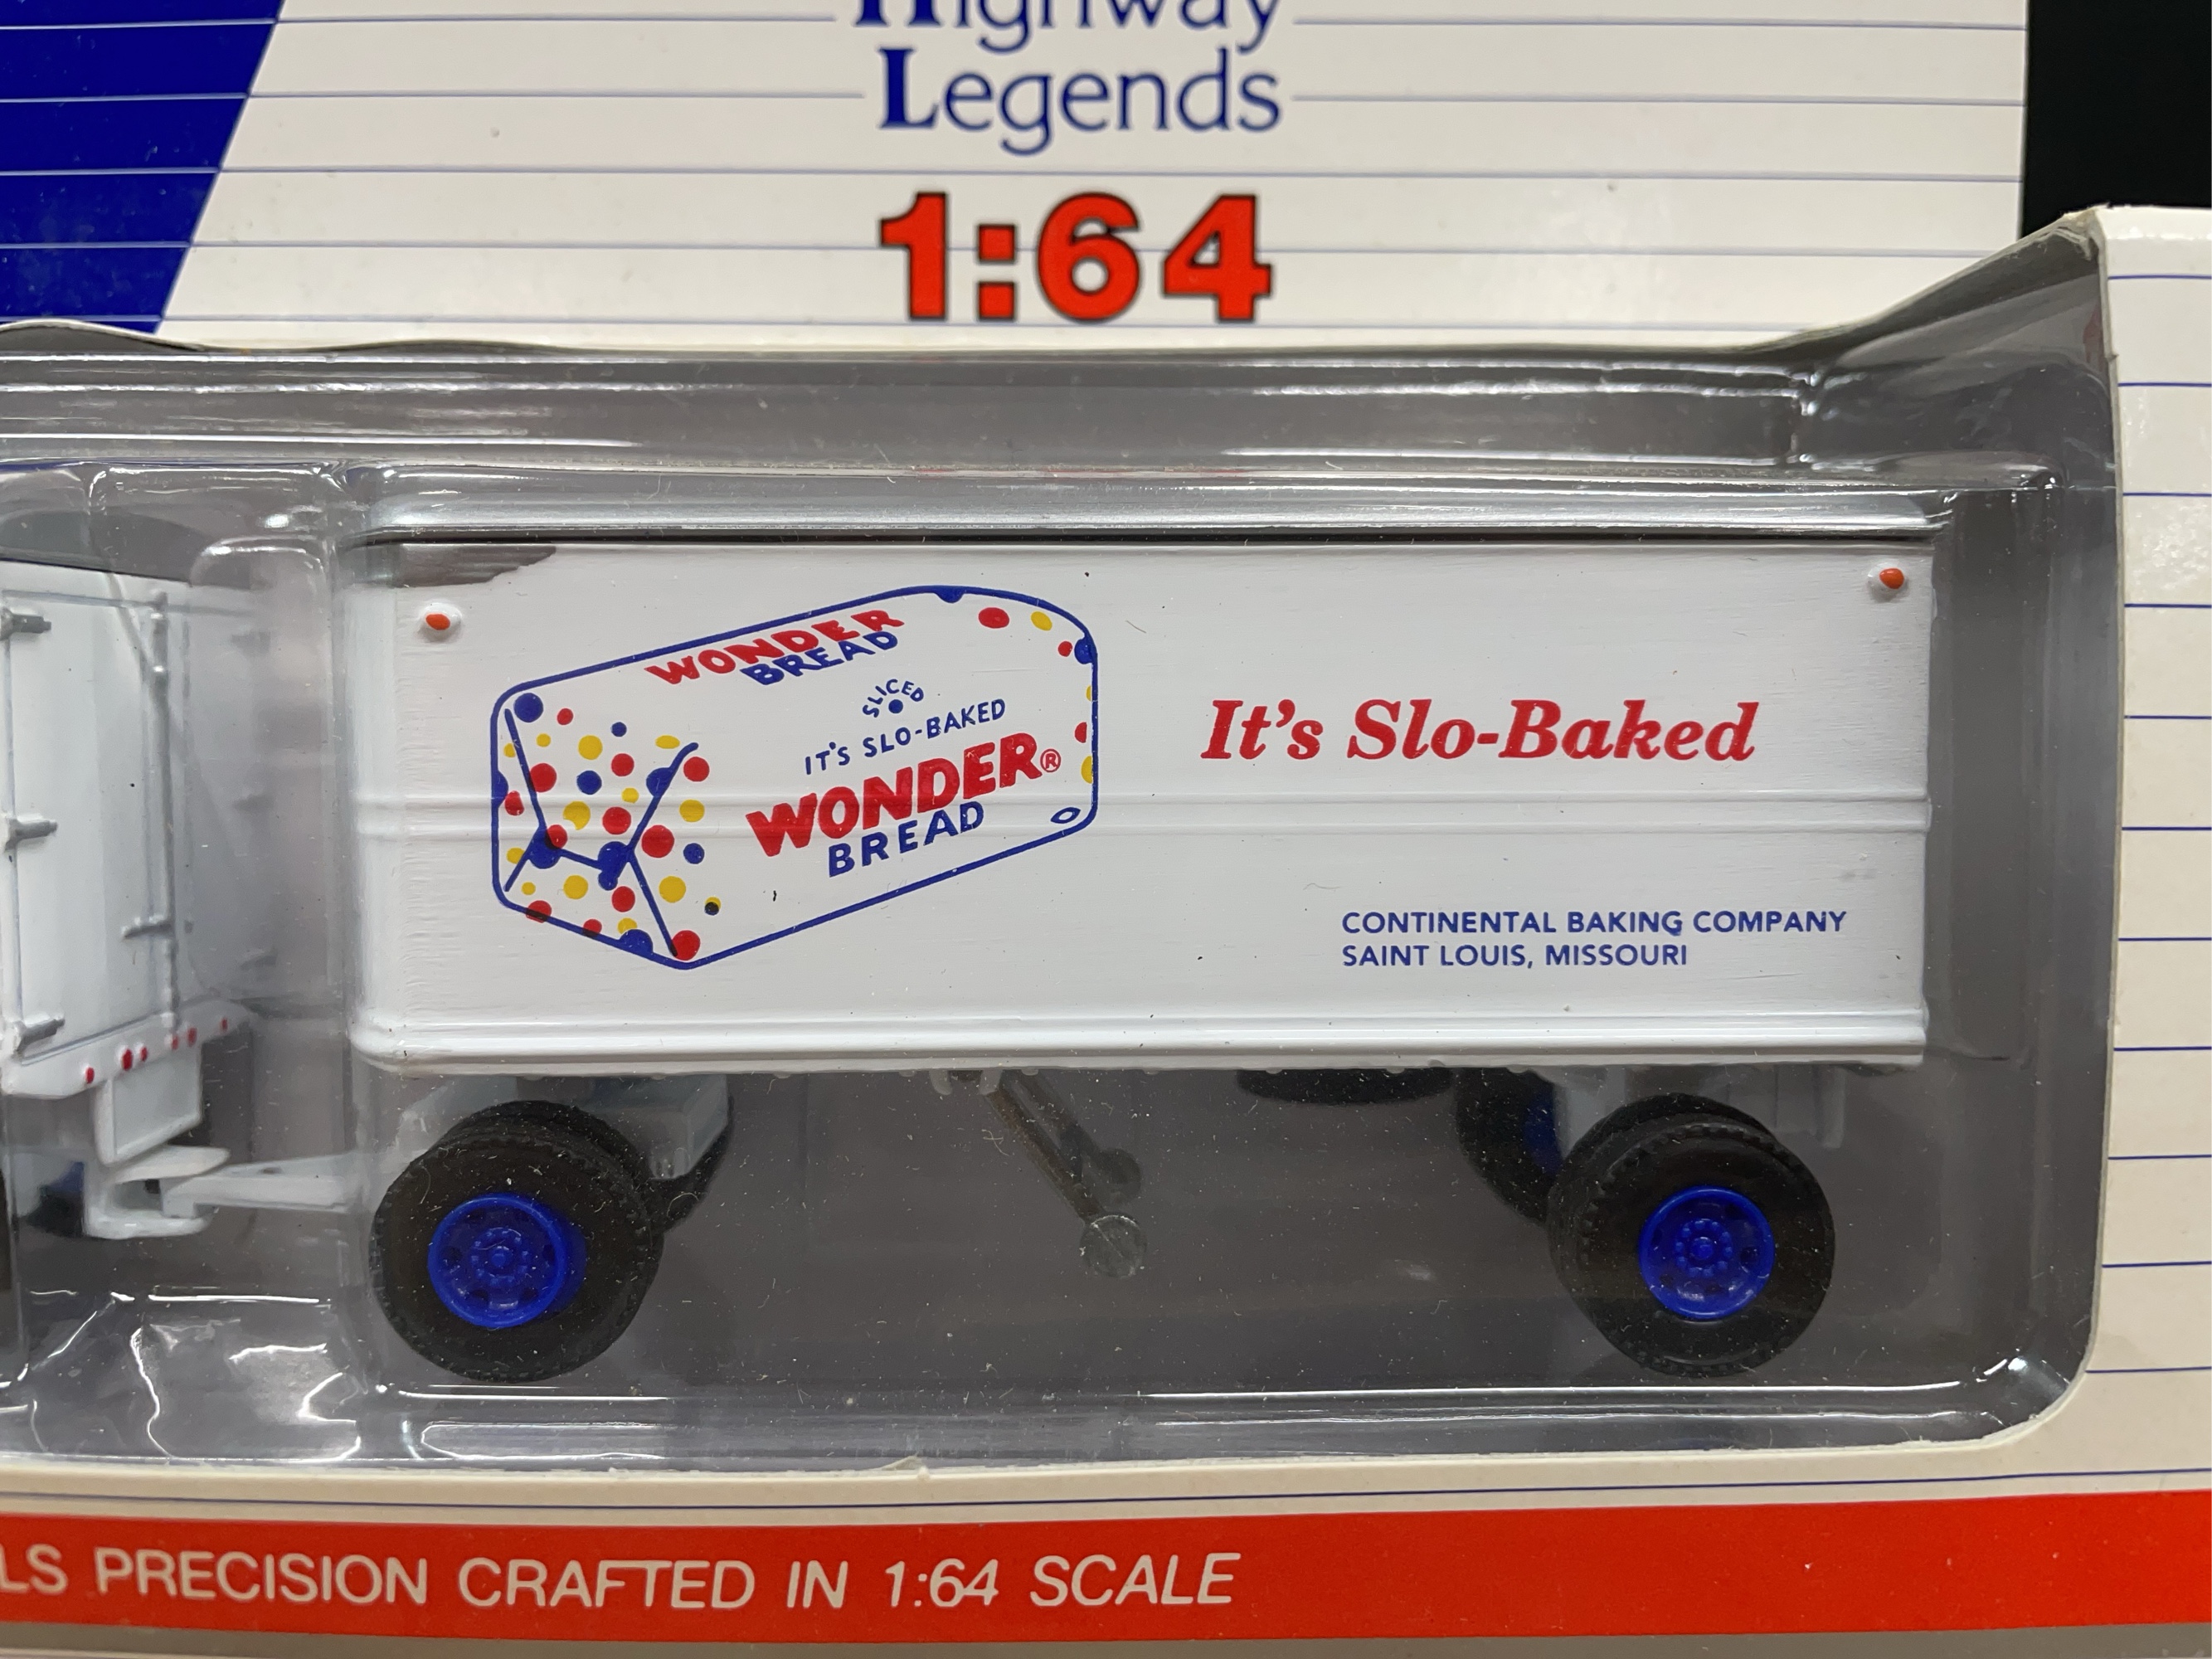 Highway
Legends
1:64
WONDER
BREAD
SLICED
IT'S SLO-BAKED
WONDER®
BREAD
It's Slo-Baked
CONTINENTAL BAKING COMPANY
SAINT LOUIS, MISSOURI
LS PRECISION CRAFTED IN 1:64 SCALE